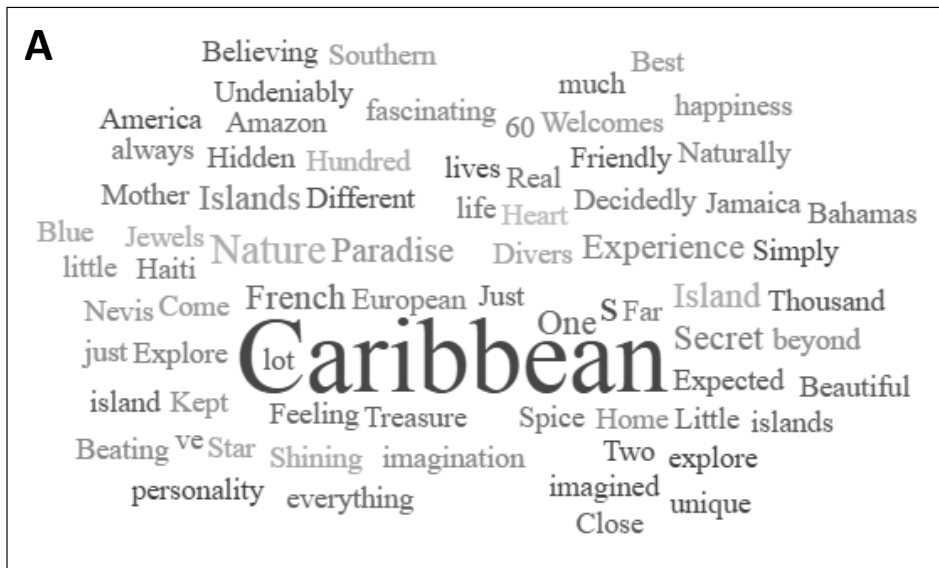 A
Believing Southern Best
Undeniably much
America Amazon fascinating 60 Welcomes happiness
always Hidden Hundred lives Real Friendly Naturally
Mother Islands Different life Heart Decidedly Jamaica Bahamas
Blue Jewels Nature Paradise Divers Experience Simply
little Haiti
Nevis Come French European Just One s Far Island Thousand
just Explore lot Caribbean Secret beyond
island Kept Expected Beautiful
Feeling Treasure Spice Home Little islands
Beating ve Star Shining imagination Two explore
personality everything imagined unique
Close